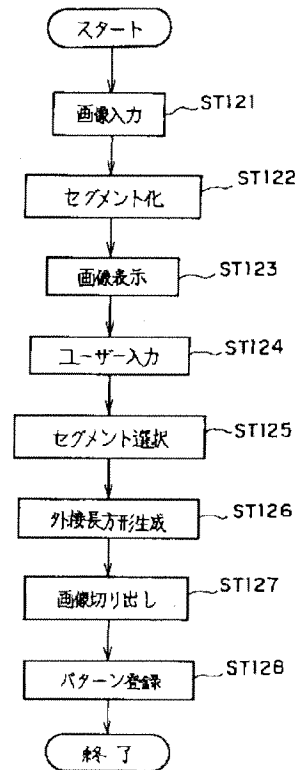 スタート
画像入力 ST121
セグメント化 ST122
画像表示 ST123
ユーザー入力 ST124
セグメント選択 ST125
外接長方形生成 ST126
画像切り出し ST127
パターン登録 ST128
終了